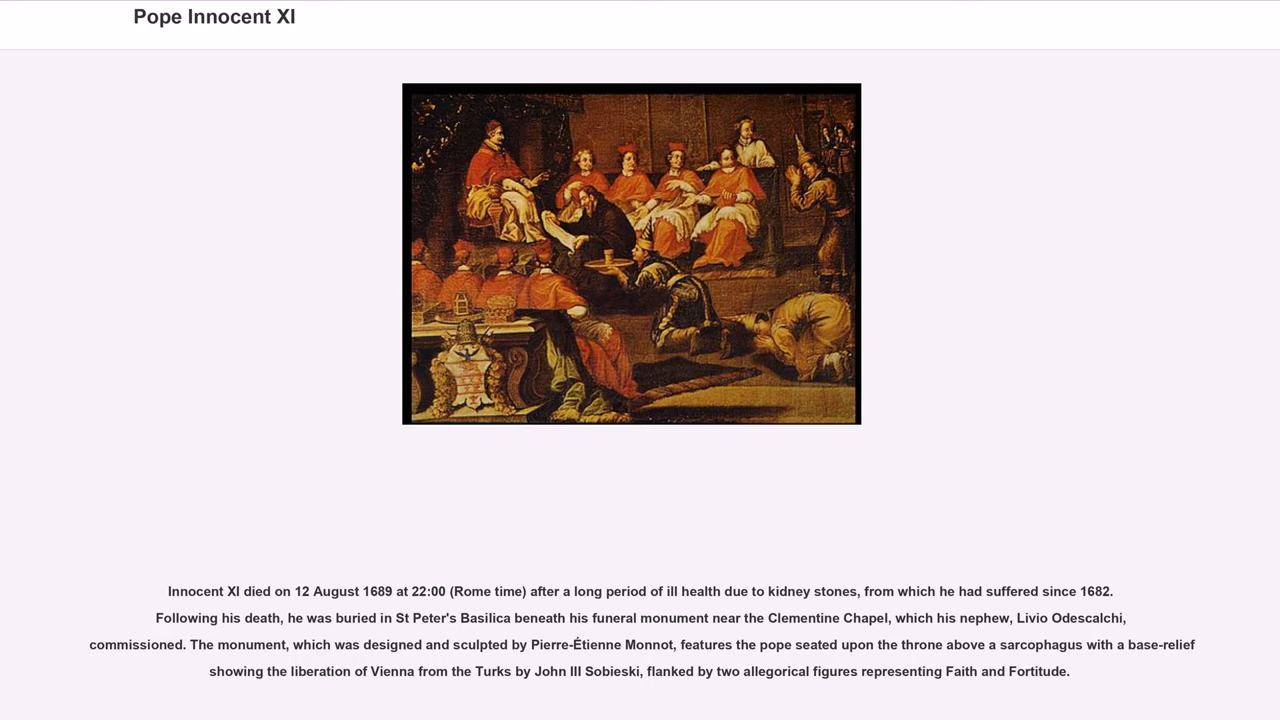 Pope Innocent XI
Innocent XI died on 12 August 1689 at 22:00 (Rome time) after a long period of ill health due to kidney stones, from which he had suffered since 1682.
Following his death, he was buried in St Peter's Basilica beneath his funeral monument near the Clementine Chapel, which his nephew, Livio Odescalchi,
commissioned. The monument, which was designed and sculpted by Pierre-Étienne Monnot, features the pope seated upon the throne above a sarcophagus with a base-relief
showing the liberation of Vienna from the Turks by John III Sobieski, flanked by two allegorical figures representing Faith and Fortitude.